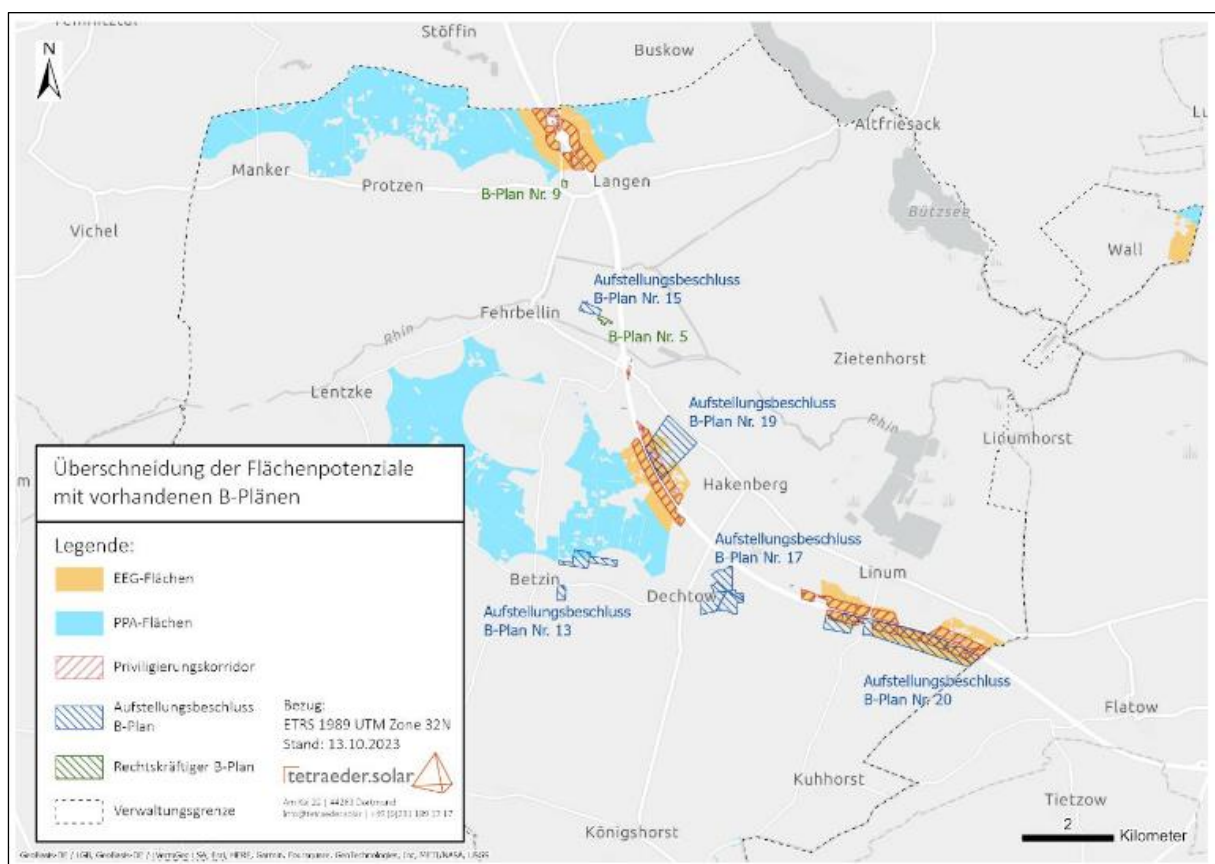 Stöffin
Buskow
N
Altfriesack
Manker
Protzen
Langen
B-Plan Nr. 9
Bützsee
Wall
Vichel
Aufstellungsbeschluss
B-Plan Nr. 15
Fehrbellin
B-Plan Nr. 5
Rhin
Zietenhorst
Lentzke
Aufstellungsbeschluss
B-Plan Nr. 19
Rhin
Linumhorst
Hakenberg
Aufstellungsbeschluss
B-Plan Nr. 17
Linum
Betzin
Dechtow
Aufstellungsbeschluss
B-Plan Nr. 13
Aufstellungsbeschluss
B-Plan Nr. 20
Flatow
Kuhhorst
Tietzow
Königshorst
2
Kilometer
Überschneidung der Flächenpotenziale
mit vorhandenen B-Plänen
Legende:
EEG-Flächen
PPA-Flächen
Priviligierungskorridor
Aufstellungsbeschluss
B-Plan
Rechtskräftiger B-Plan
Verwaltungsgrenze
Bezug:
ETRS 1989 UTM Zone 32N
Stand: 13.10.2023
tetraeder.solar
44263 Dortmund